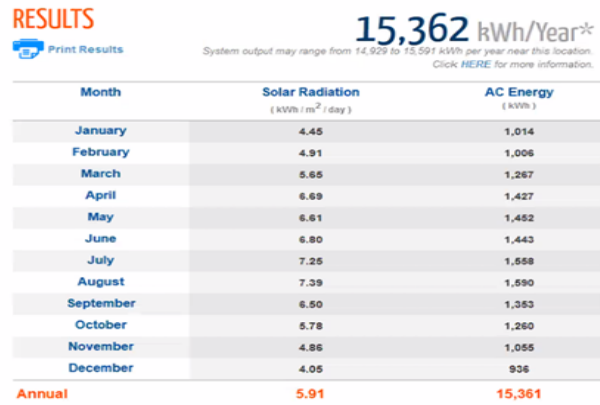 RESULTS
15,362 kWh/Year*
Print Results
System output may range from 14,929 to 15,591 kWh per year near this location.
Click HERE for more information.
Month Solar Radiation AC Energy
( kWh / m2 / day ) ( kWh )
January 4.45 1,014
February 4.91 1,006
March 5.65 1,267
April 6.69 1,427
May 6.61 1,452
June 6.80 1,443
July 7.25 1,558
August 7.39 1,590
September 6.50 1,353
October 5.78 1,260
November 4.86 1,055
December 4.05 936
Annual 5.91 15,361